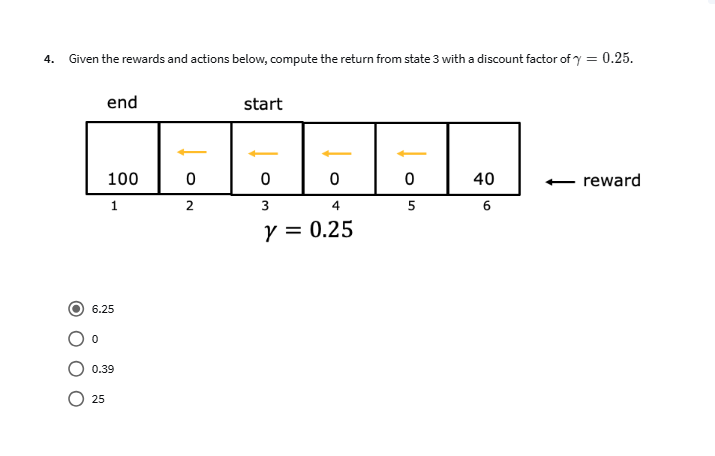 4. Given the rewards and actions below, compute the return from state 3 with a discount factor of γ = 0.25.
end start
100 0 0 0 0 40 reward
1 2 3 4 5 6
γ = 0.25
6.25
0
0.39
25